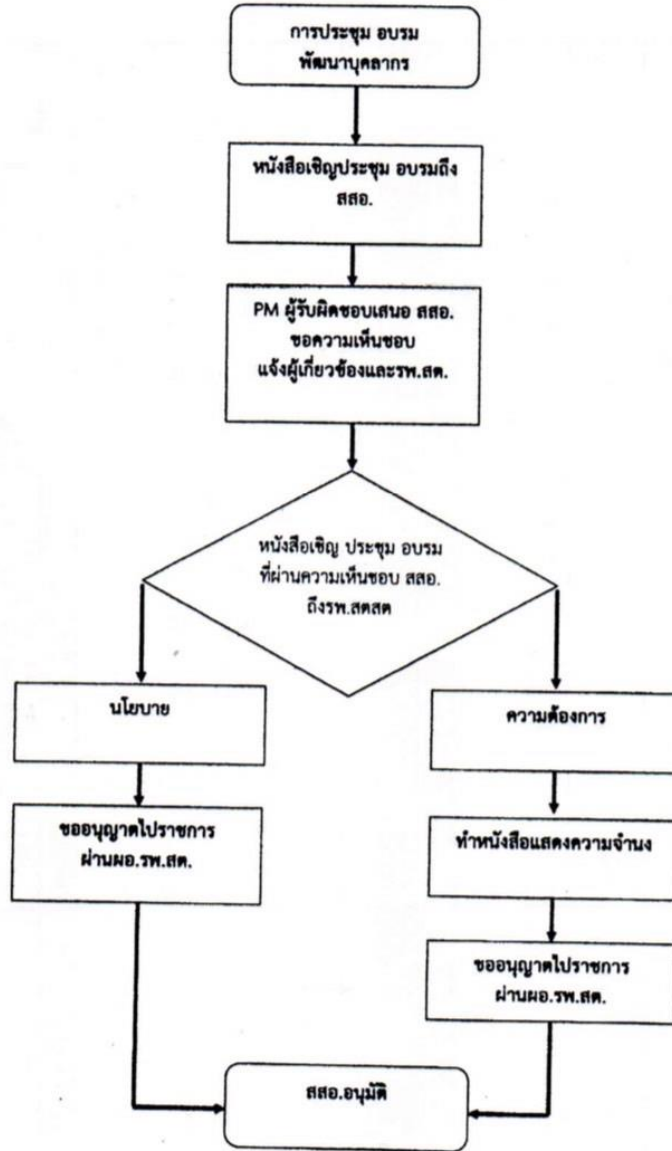 การประชุม อบรม
พัฒนาบุคลากร
หนังสือเชิญประชุม อบรมถึง
สสอ.
PM ผู้รับผิดชอบเสนอ สสอ.
ขอความเห็นชอบ
แจ้งผู้เกี่ยวข้องและรพ.สต.
หนังสือเชิญ ประชุม อบรม
ที่ผ่านความเห็นชอบ สสอ.
ถึงรพ.สตสต
นโยบาย
ความต้องการ
ขออนุญาตไปราชการ
ผ่านผอ.รพ.สต.
ทำหนังสือแสดงความจำนง
ขออนุญาตไปราชการ
ผ่านผอ.รพ.สต.
สสอ.อนุมัติ